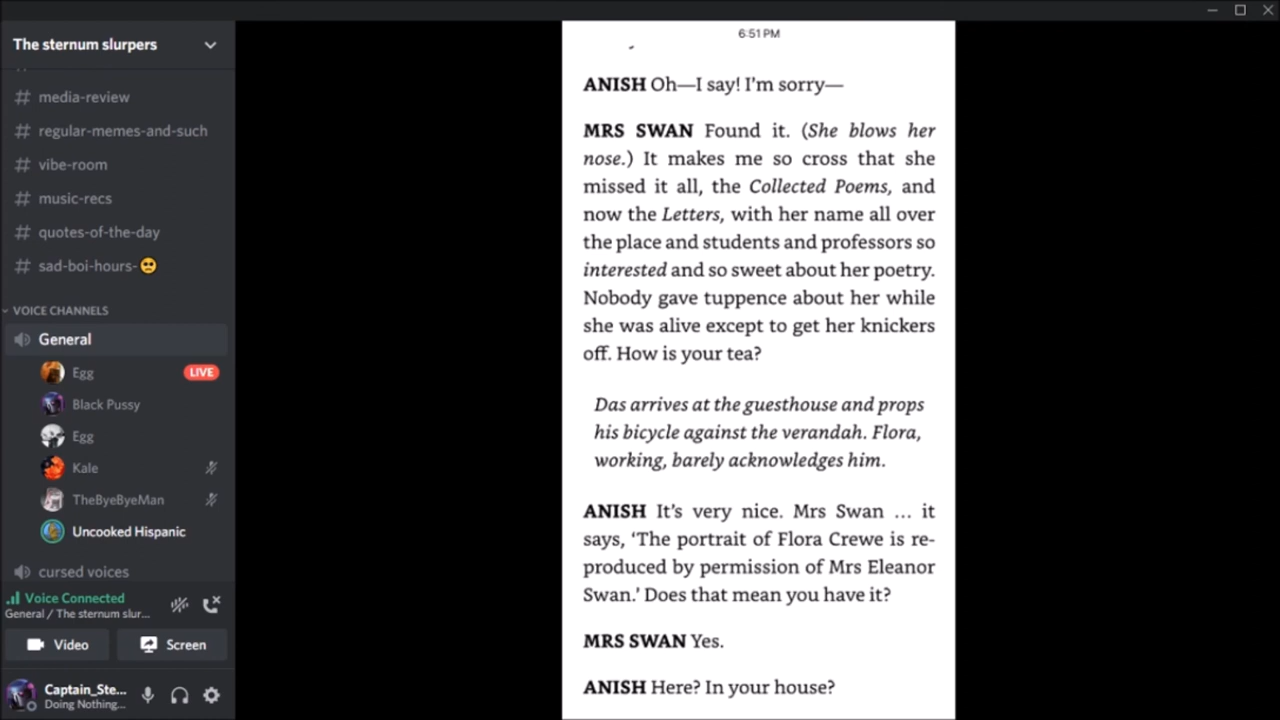 The sternum slurpers
# media-review
# regular-memes-and-such
# vibe-room
# music-recs
# quotes-of-the-day
# sad-boi-hours-🥺
VOICE CHANNELS
General
Egg
LIVE
Black Pussy
Egg
Kale
TheByeByeMan
Uncooked Hispanic
cursed voices
Voice Connected
General / The sternum slur...
Video
Screen
Captain_Ste...
Doing Nothing...
6:51 PM
ANISH Oh—I say! I’m sorry—
MRS SWAN Found it. (She blows her
nose.) It makes me so cross that she
missed it all, the Collected Poems, and
now the Letters, with her name all over
the place and students and professors so
interested and so sweet about her poetry.
Nobody gave tuppence about her while
she was alive except to get her knickers
off. How is your tea?
Das arrives at the guesthouse and props
his bicycle against the verandah. Flora,
working, barely acknowledges him.
ANISH It’s very nice. Mrs Swan … it
says, ‘The portrait of Flora Crewe is re-
produced by permission of Mrs Eleanor
Swan.’ Does that mean you have it?
MRS SWAN Yes.
ANISH Here? In your house?